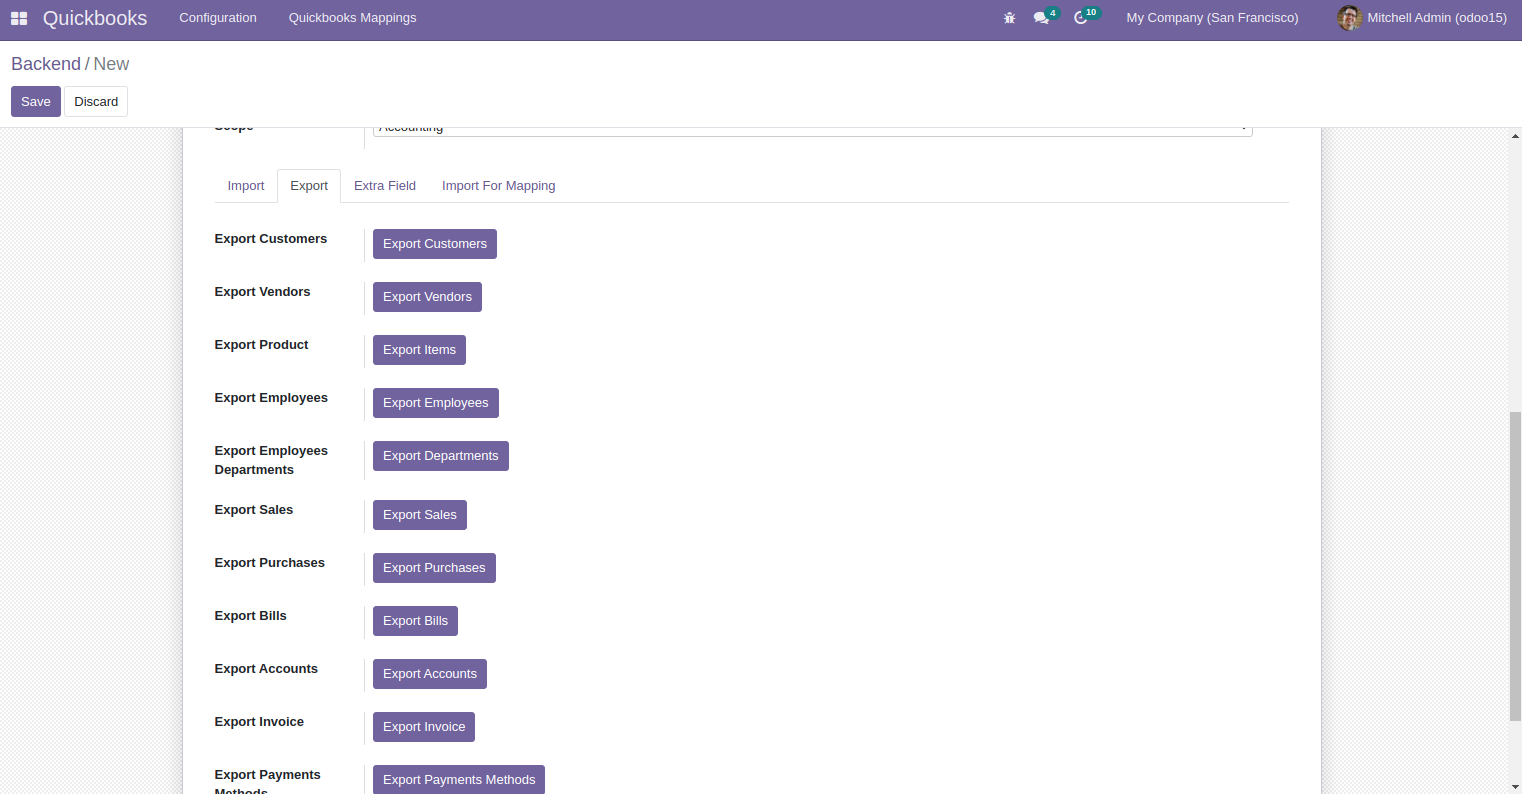 Quickbooks Configuration Quickbooks Mappings 4 10 My Company (San Francisco) Mitchell Admin (odoo15)
Backend / New
Save Discard
Scope Accounting
Import Export Extra Field Import For Mapping
Export Customers Export Customers
Export Vendors Export Vendors
Export Product Export Items
Export Employees Export Employees
Export Employees
Departments Export Departments
Export Sales Export Sales
Export Purchases Export Purchases
Export Bills Export Bills
Export Accounts Export Accounts
Export Invoice Export Invoice
Export Payments
Methods Export Payments Methods